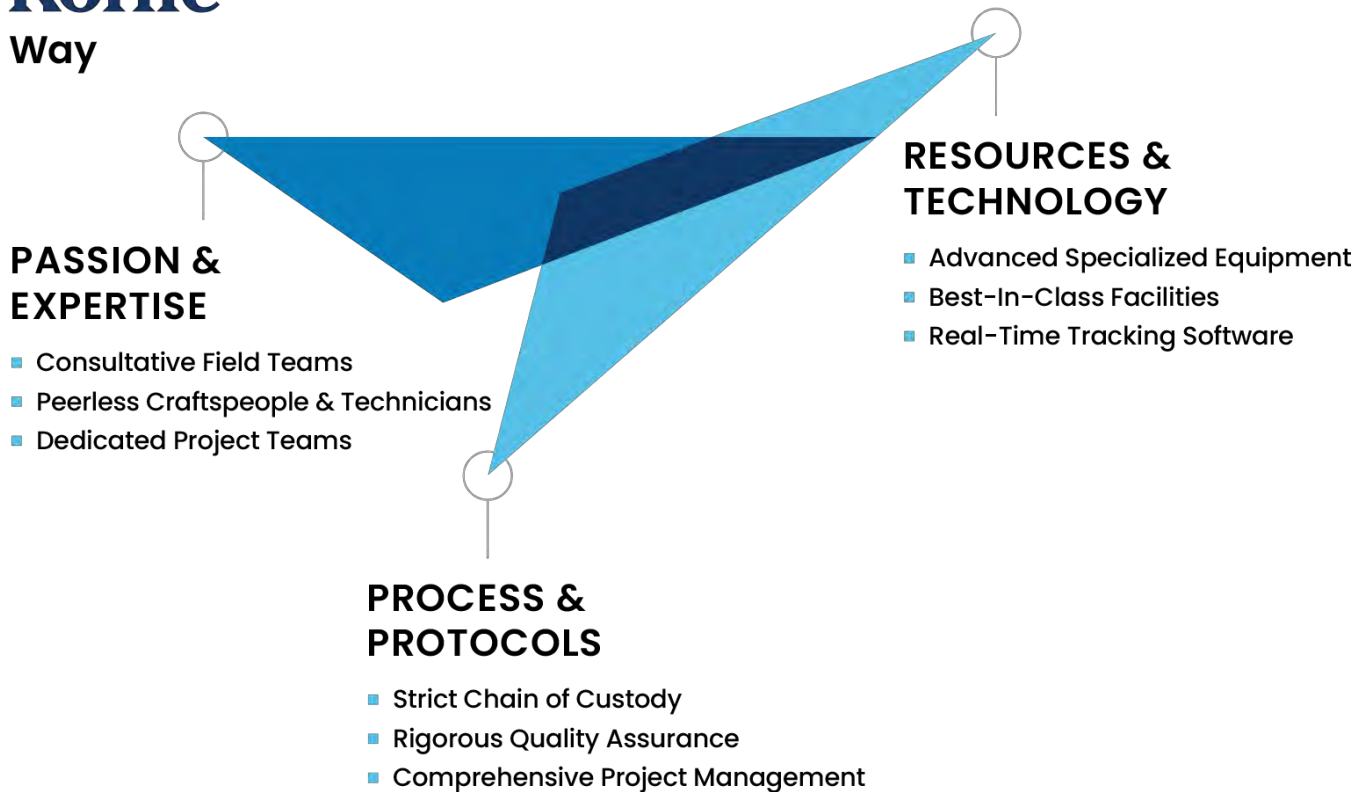 Way
PASSION &
EXPERTISE
Consultative Field Teams
Peerless Craftspeople & Technicians
Dedicated Project Teams
RESOURCES &
TECHNOLOGY
Advanced Specialized Equipment
Best-In-Class Facilities
Real-Time Tracking Software
PROCESS &
PROTOCOLS
Strict Chain of Custody
Rigorous Quality Assurance
Comprehensive Project Management